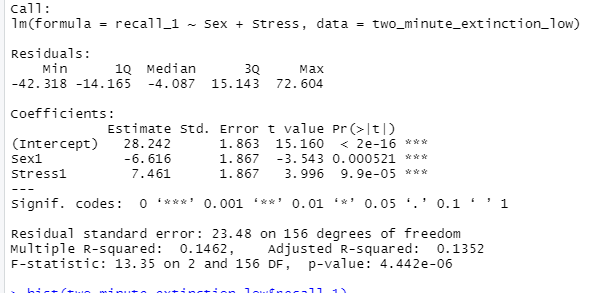 Call:
lm(formula = recall_1 ~ Sex + Stress, data = two_minute_extinction_low)
Residuals:
    Min      1Q  Median      3Q     Max
-42.318 -14.165  -4.087  15.143  72.604
Coefficients:
            Estimate Std. Error t value Pr(>|t|)
(Intercept)   28.242      1.863  15.160  < 2e-16 ***
Sex1          -6.616      1.867  -3.543 0.000521 ***
Stress1        7.461      1.867   3.996  9.9e-05 ***
---
Signif. codes:  0 ‘***’ 0.001 ‘**’ 0.01 ‘*’ 0.05 ‘.’ 0.1 ‘ ’ 1
Residual standard error: 23.48 on 156 degrees of freedom
Multiple R-squared:  0.1462,    Adjusted R-squared:  0.1352
F-statistic: 13.35 on 2 and 156 DF,  p-value: 4.442e-06
> hist(two_minute_extinction_low$recall_1)